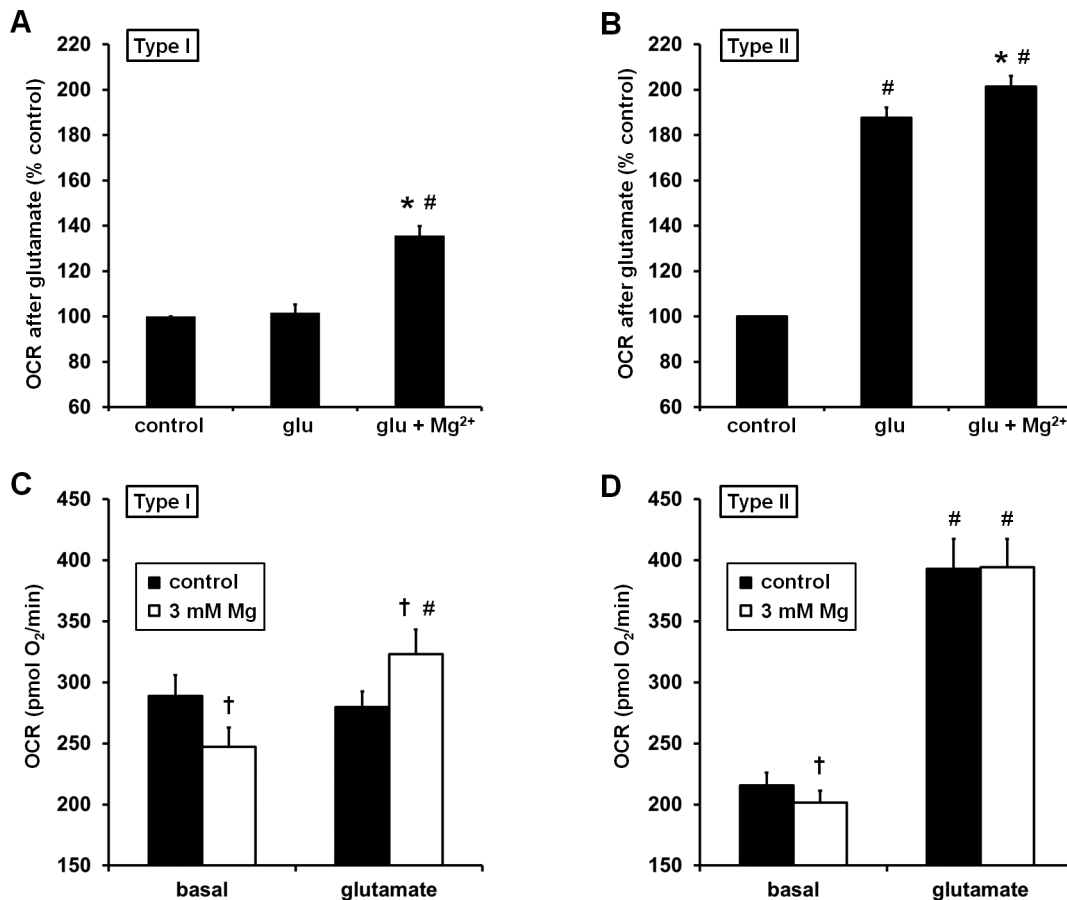 A
Type I
OCR after glutamate (% control)
220
200
180
160
140
120
100
80
60
* #
control glu glu + Mg²⁺
B
Type II
OCR after glutamate (% control)
220
200
180
160
140
120
100
80
60
#
* #
control glu glu + Mg²⁺
C
Type I
OCR (pmol O₂/min)
450
400
350
300
250
200
150
control
3 mM Mg
†
† #
basal glutamate
D
Type II
OCR (pmol O₂/min)
450
400
350
300
250
200
150
control
3 mM Mg
†
# #
basal glutamate